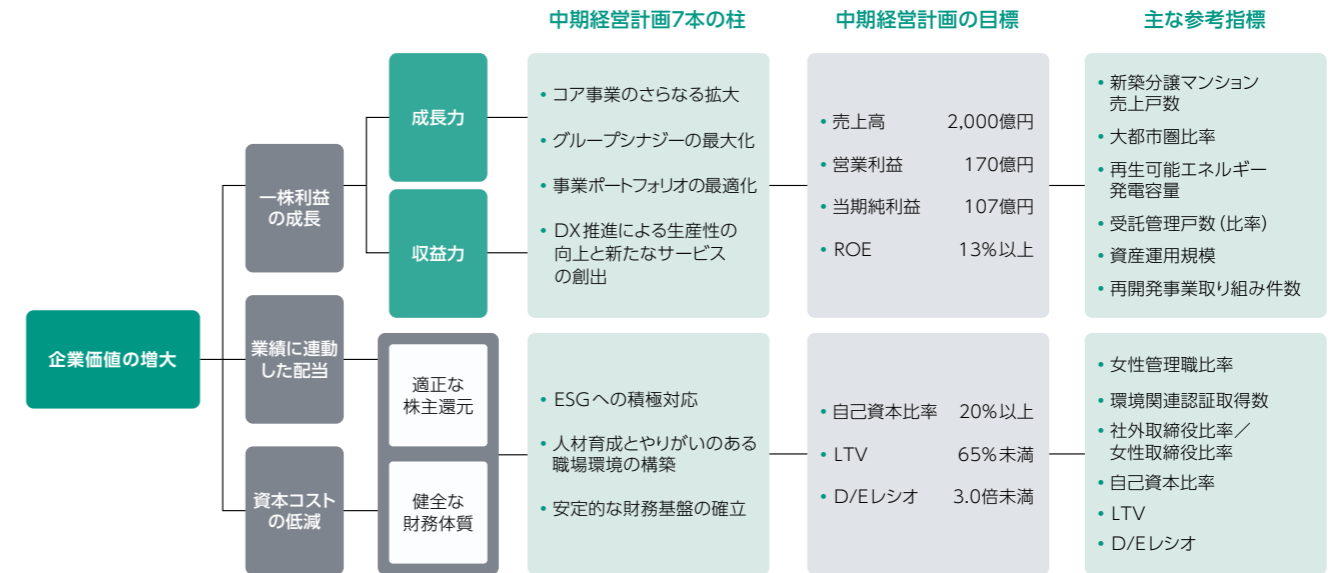 中期経営計画7本の柱
中期経営計画の目標
主な参考指標
企業価値の増大
一株利益
の成長
業績に連動
した配当
資本コスト
の低減
成長力
収益力
適正な
株主還元
健全な
財務体質
• コア事業のさらなる拡大
• グループシナジーの最大化
• 事業ポートフォリオの最適化
• DX推進による生産性の
向上と新たなサービス
の創出
• 売上高 2,000億円
• 営業利益 170億円
• 当期純利益 107億円
• ROE 13%以上
• 新築分譲マンション
売上戸数
• 大都市圏比率
• 再生可能エネルギー
発電容量
• 受託管理戸数(比率)
• 資産運用規模
• 再開発事業取り組み件数
• ESGへの積極対応
• 人材育成とやりがいのある
職場環境の構築
• 安定的な財務基盤の確立
• 自己資本比率 20%以上
• LTV 65%未満
• D/Eレシオ 3.0倍未満
• 女性管理職比率
• 環境関連認証取得数
• 社外取締役比率/
女性取締役比率
• 自己資本比率
• LTV
• D/Eレシオ